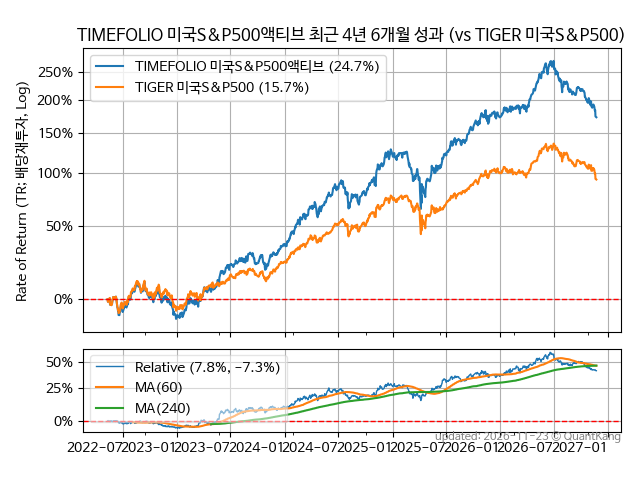 TIMEFOLIO 미국S&P500액티브 최근 4년 6개월 성과 (vs TIGER 미국S&P500)
Rate of Return (TR: 배당재투자, Log)
250%
200%
150%
100%
50%
0%
TIMEFOLIO 미국S&P500액티브 (24.7%)
TIGER 미국S&P500 (15.7%)
50%
25%
0%
Relative (7.8%, -7.3%)
MA(60)
MA(240)
2022-07 2023-01 2023-07 2024-01 2024-07 2025-01 2025-07 2026-01 2026-07 2027-01
updated: 2026-11-23 © QuantKang